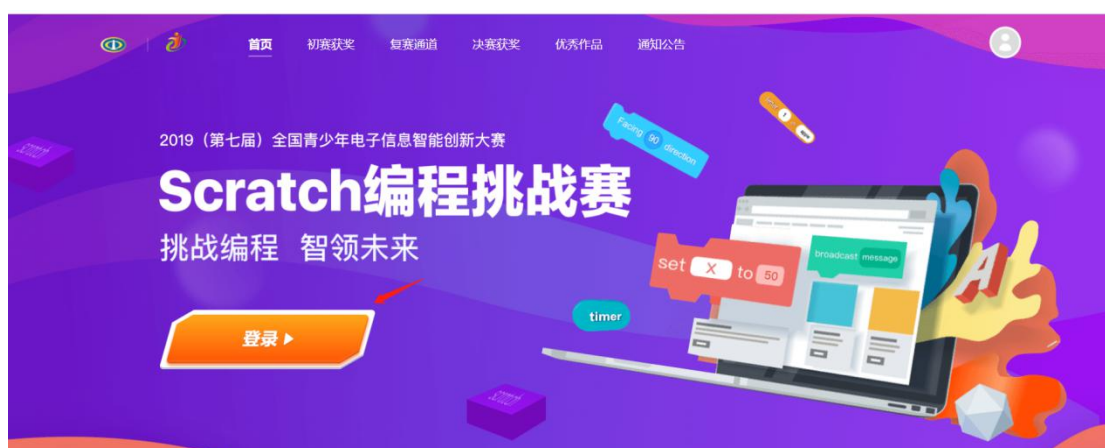 首页 初赛获奖 复赛通道 决赛获奖 优秀作品 通知公告
2019（第七届）全国青少年电子信息智能创新大赛
Scratch编程挑战赛
挑战编程 智领未来
登录
Facing 90 direction
set X to 50
broadcast message
timer
A